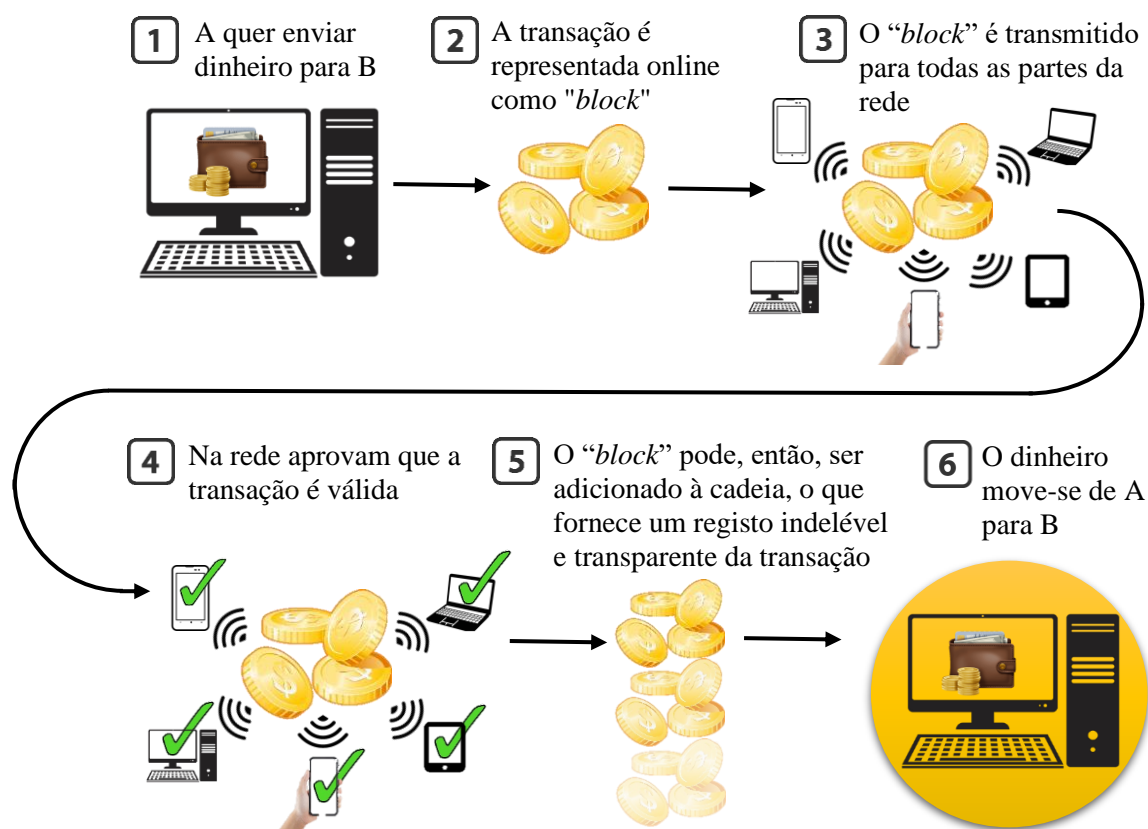 1
A quer enviar
dinheiro para B
2
A transação é
representada online
como "block"
3
O “block” é transmitido
para todas as partes da
rede
4
Na rede aprovam que a
transação é válida
5
O “block” pode, então, ser
adicionado à cadeia, o que
fornece um registo indelével
e transparente da transação
6
O dinheiro
move-se de A
para B